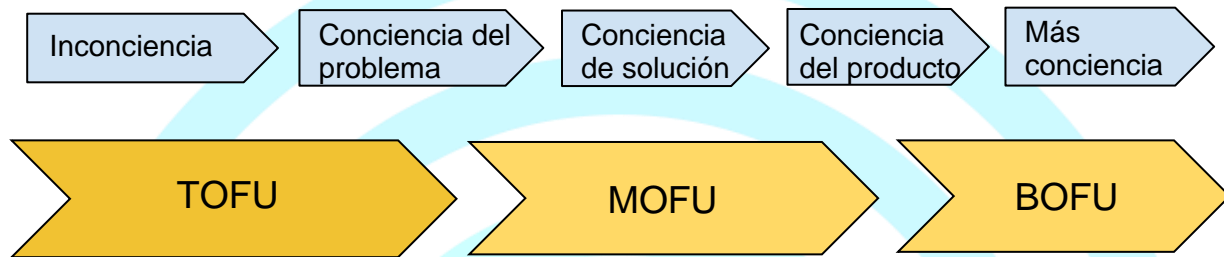 Inconciencia
Conciencia del
problema
Conciencia
de solución
Conciencia
del producto
Más
conciencia
TOFU
MOFU
BOFU